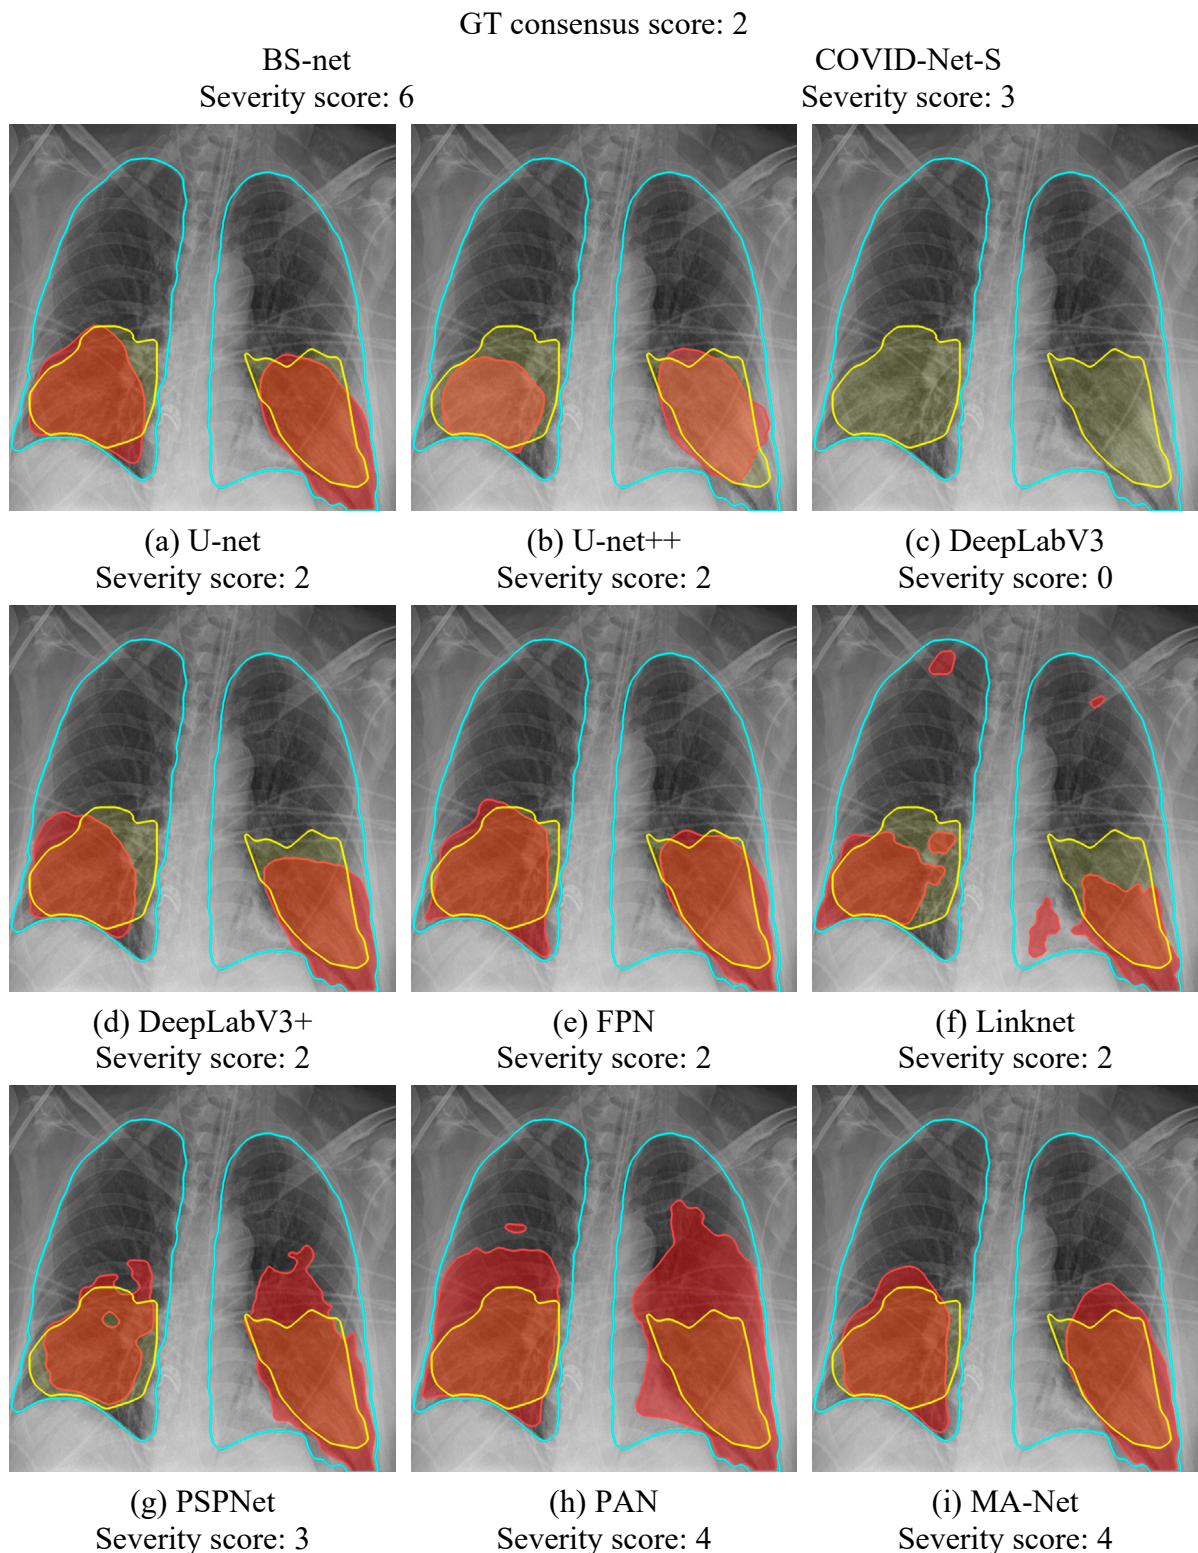 GT consensus score: 2
BS-net
COVID-Net-S
Severity score: 6
Severity score: 3
(a) U-net
(b) U-net++
(c) DeepLabV3
Severity score: 2
Severity score: 2
Severity score: 0
(d) DeepLabV3+
(e) FPN
(f) Linknet
Severity score: 2
Severity score: 2
Severity score: 2
(g) PSPNet
(h) PAN
(i) MA-Net
Severity score: 3
Severity score: 4
Severity score: 4